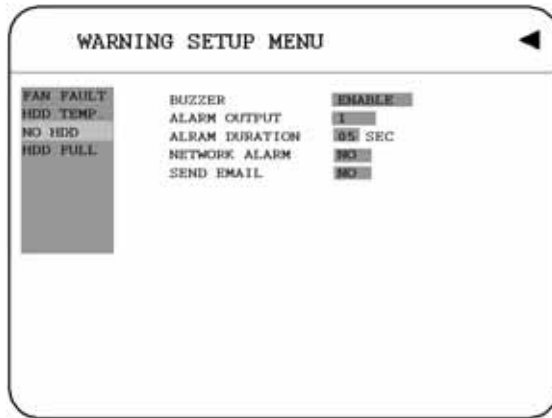 WARNING SETUP MENU
FAN FAULT
HDD TEMP
NO HDD
HDD FULL
BUZZER ENABLE
ALARM OUTPUT 1
ALRAM DURATION 05 SEC
NETWORK ALARM NO
SEND EMAIL NO